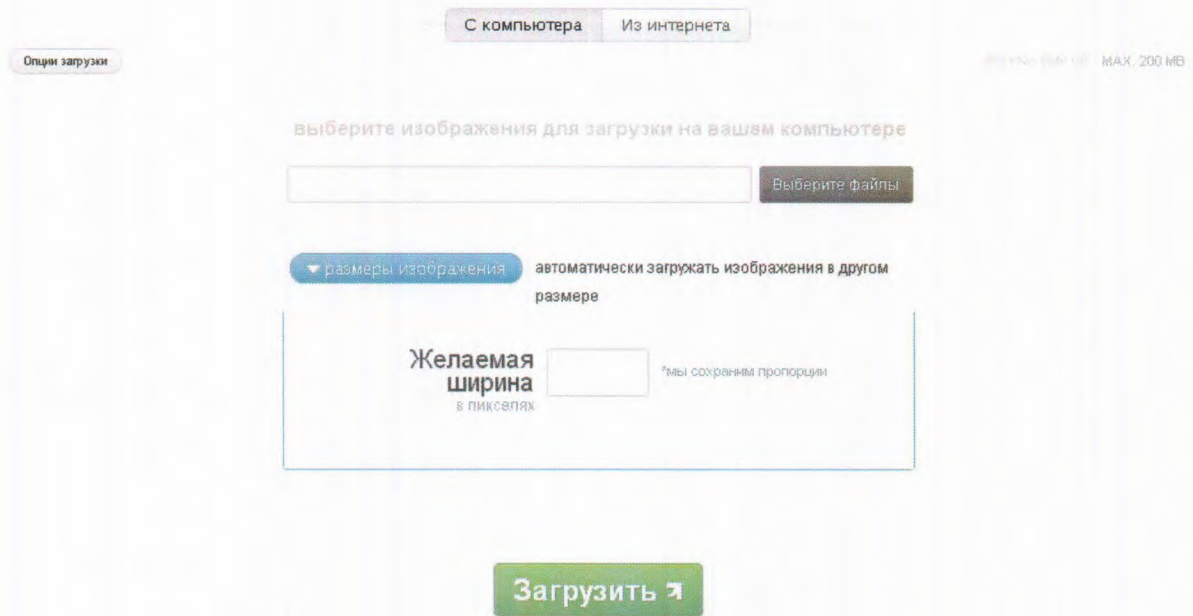 С компьютера Из интернета
Опции загрузки
MAX. 200 MB
выберите изображения для загрузки на вашем компьютере
Выберите файлы
размеры изображения
автоматически загружать изображения в другом
размере
Желаемая
ширина
в пикселях
*мы сохраним пропорции
Загрузить